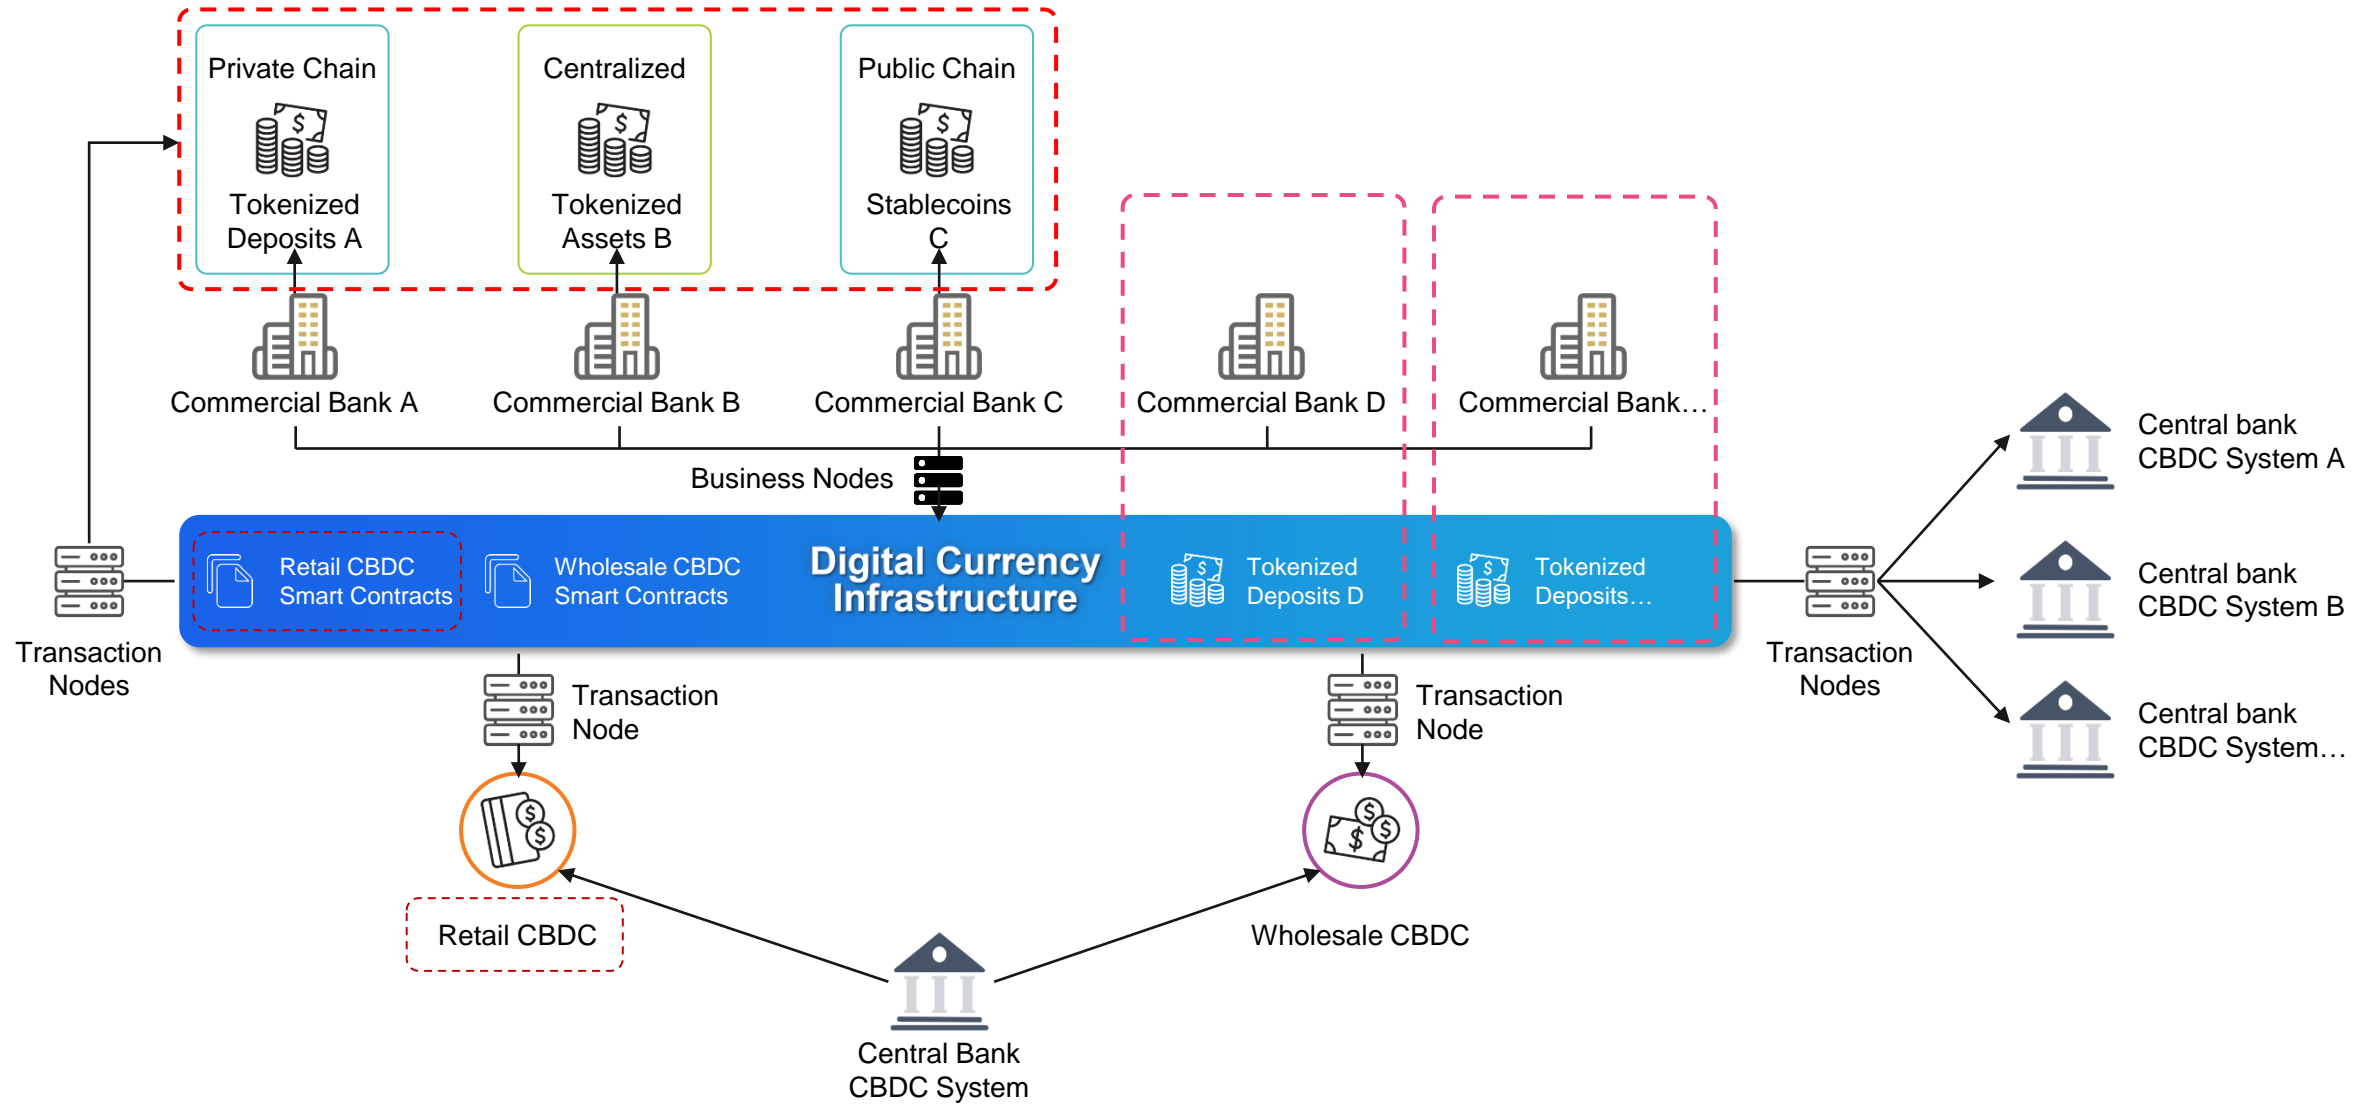 Private Chain
Tokenized
Deposits A
Centralized
Tokenized
Assets B
Public Chain
Stablecoins
C
Commercial Bank A
Commercial Bank B
Commercial Bank C
Commercial Bank D
Commercial Bank…
Business Nodes
Transaction
Nodes
Retail CBDC
Smart Contracts
Wholesale CBDC
Smart Contracts
Digital Currency
Infrastructure
Tokenized
Deposits D
Tokenized
Deposits…
Transaction
Nodes
Central bank
CBDC System A
Central bank
CBDC System B
Central bank
CBDC System…
Transaction
Node
Transaction
Node
Retail CBDC
Wholesale CBDC
Central Bank
CBDC System